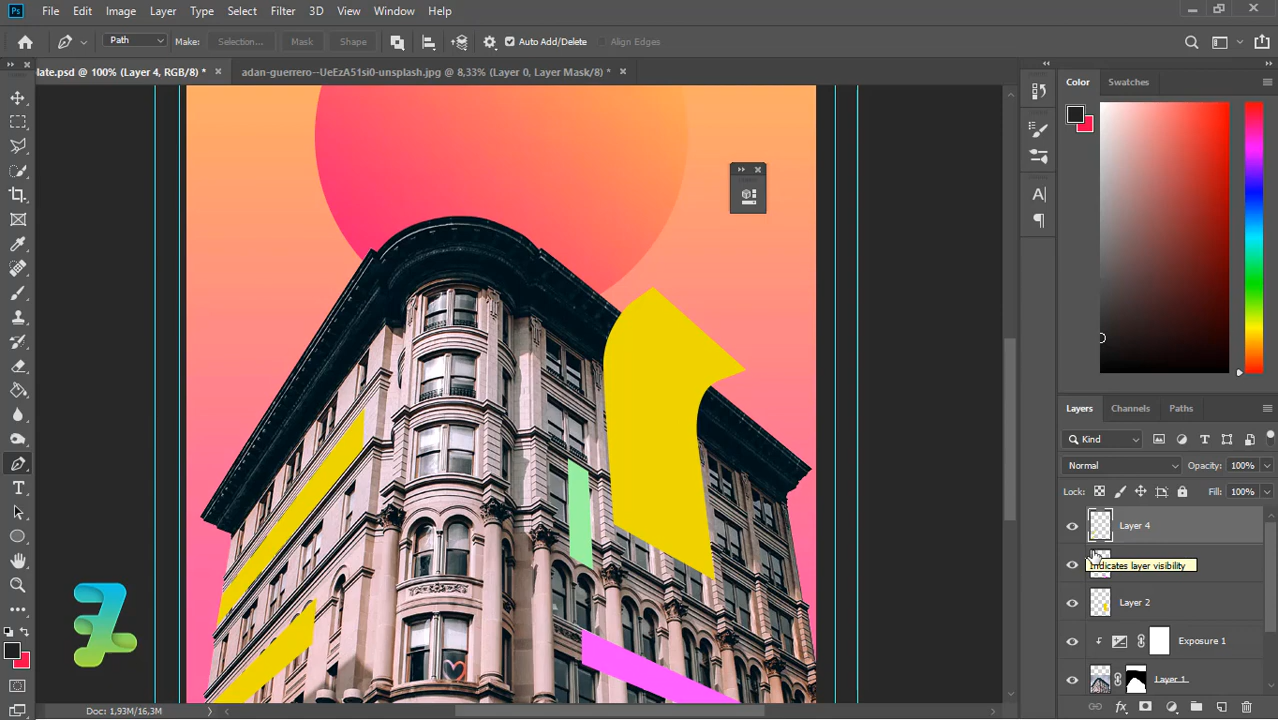 Ps File Edit Image Layer Type Select Filter 3D View Window Help
Path Make: Selection... Mask Shape Auto Add/Delete Align Edges
late.psd @ 100% (Layer 4, RGB/8) * adan-guerrero--UeEzA51si0-unsplash.jpg @ 8,33% (Layer 0, Layer Mask/8) *
Color Swatches
Layers Channels Paths
Kind
Normal Opacity: 100%
Lock: Fill: 100%
Layer 4
Indicates layer visibility
Layer 2
Exposure 1
Layer 1
Doc: 1,93M/16,3M